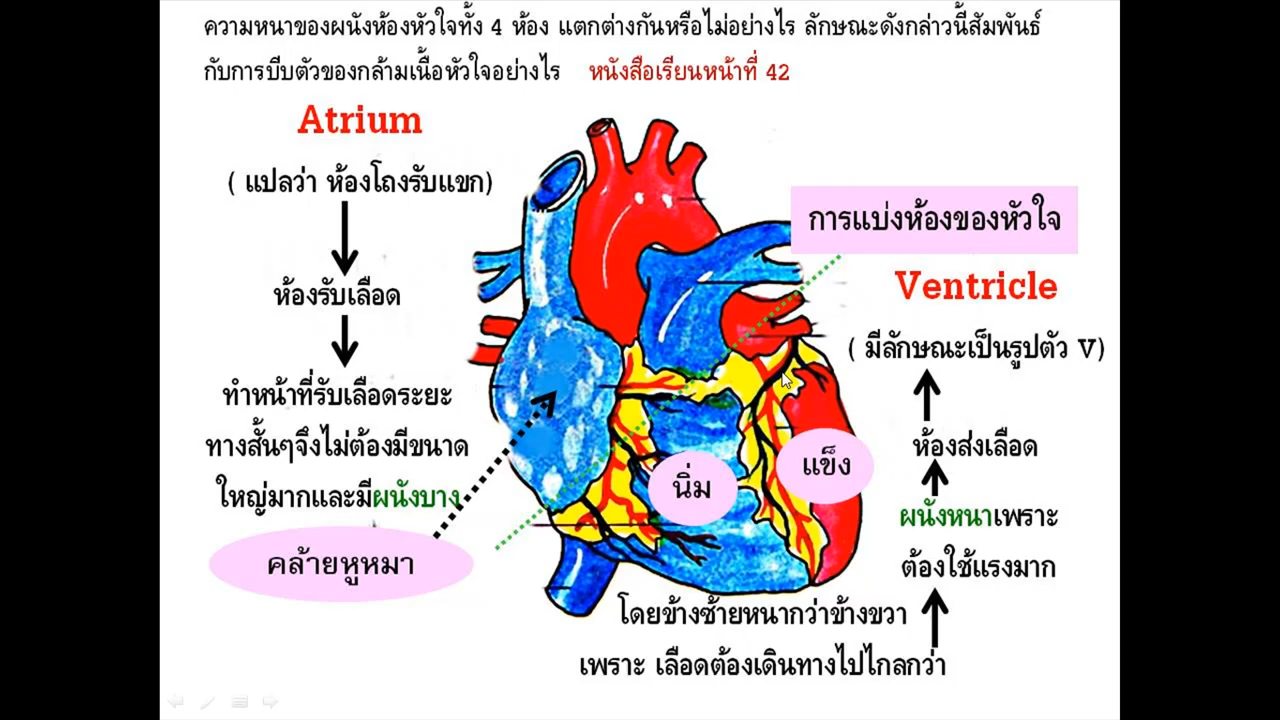 ความหนาของผนังห้องหัวใจทั้ง 4 ห้อง แตกต่างกันหรือไม่อย่างไร ลักษณะดังกล่าวนี้สัมพันธ์
กับการบีบตัวของกล้ามเนื้อหัวใจอย่างไร หนังสือเรียนหน้าที่ 42
Atrium
( แปลว่า ห้องโถงรับแขก)
ห้องรับเลือด
ทำหน้าที่รับเลือดระยะ
ทางสั้นๆจึงไม่ต้องมีขนาด
ใหญ่มากและมีผนังบาง
คล้ายหูหมา
การแบ่งห้องของหัวใจ
Ventricle
( มีลักษณะเป็นรูปตัว V)
ห้องส่งเลือด
ผนังหนาเพราะ
ต้องใช้แรงมาก
นิ่ม
แข็ง
โดยข้างซ้ายหนากว่าข้างขวา
เพราะ เลือดต้องเดินทางไปไกลกว่า